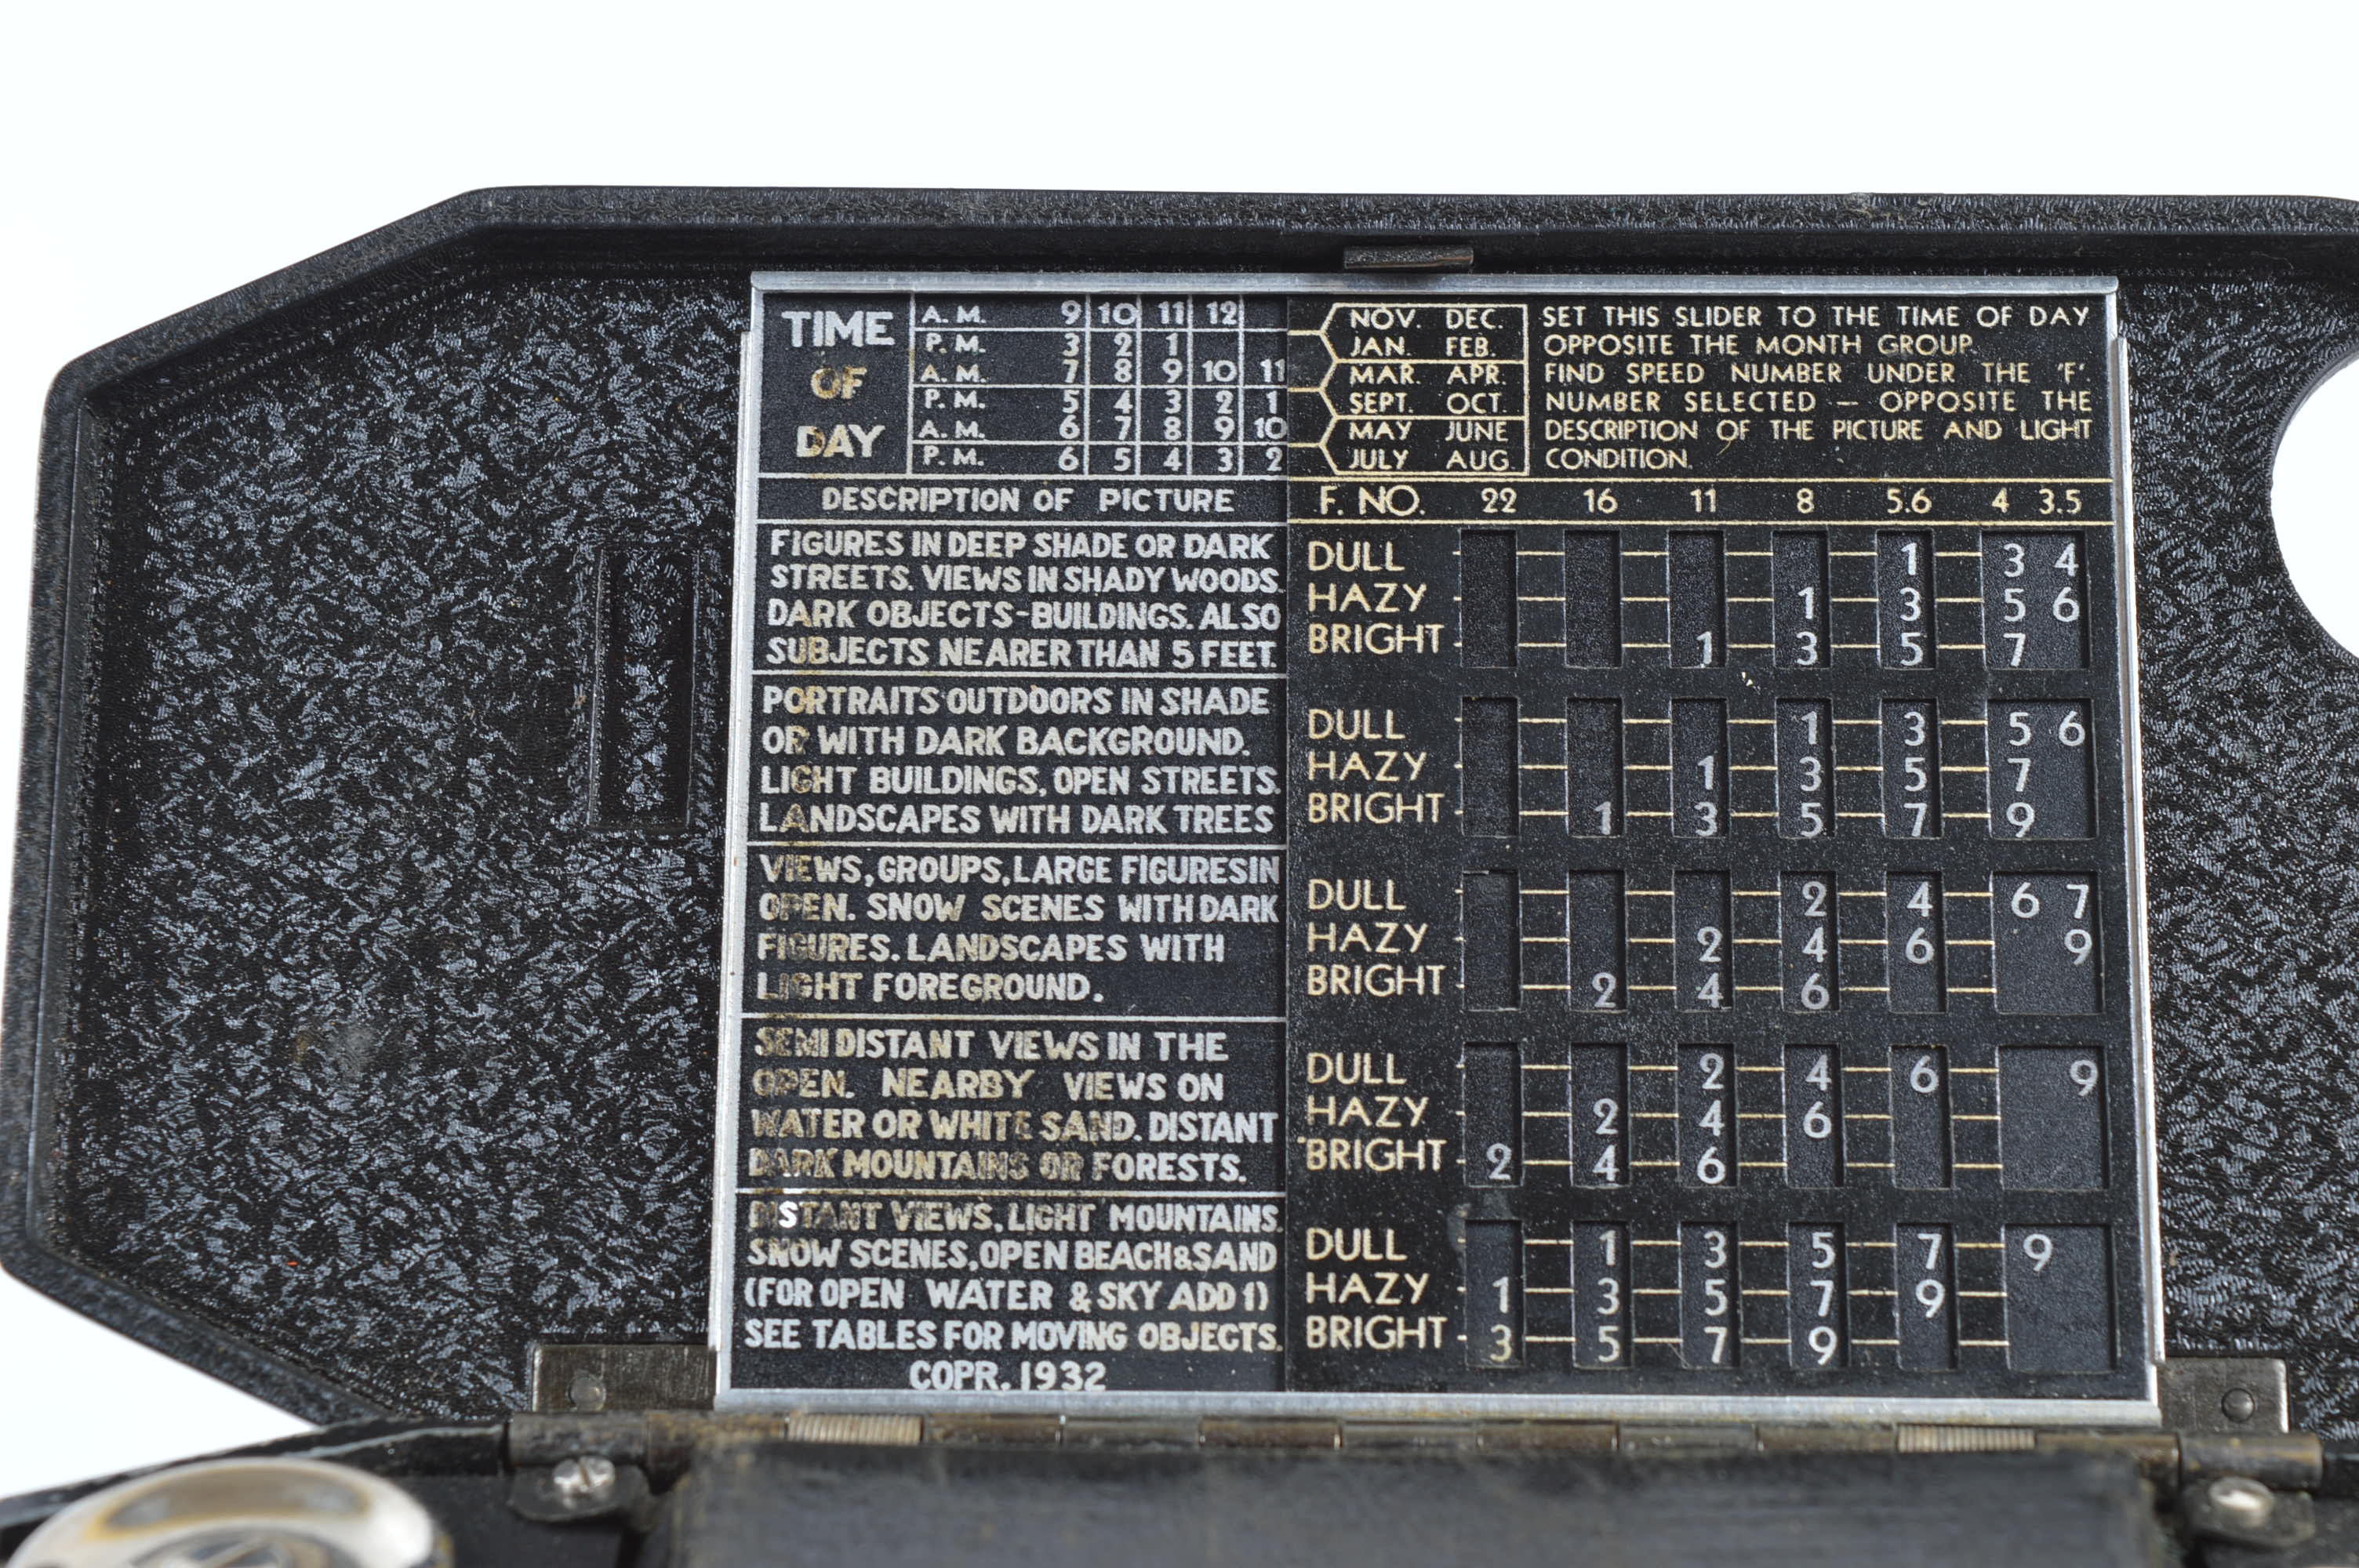 TIME OF DAY
A. M. 9 10 11 12
P. M. 3 2 1
A. M. 7 8 9 10 11
P. M. 5 4 3 2 1
A. M. 6 7 8 9 10
P. M. 6 5 4 3 2
NOV. DEC.
JAN. FEB.
MAR. APR.
SEPT. OCT.
MAY JUNE
JULY AUG.
SET THIS SLIDER TO THE TIME OF DAY
OPPOSITE THE MONTH GROUP.
FIND SPEED NUMBER UNDER THE 'F'.
NUMBER SELECTED — OPPOSITE THE
DESCRIPTION OF THE PICTURE AND LIGHT
CONDITION.
DESCRIPTION OF PICTURE
F. NO. 22 16 11 8 5.6 4 3.5
FIGURES IN DEEP SHADE OR DARK
STREETS. VIEWS IN SHADY WOODS.
DARK OBJECTS-BUILDINGS. ALSO
SUBJECTS NEARER THAN 5 FEET.
DULL 1 3 4
HAZY 1 3 5 6
BRIGHT 1 3 5 7
PORTRAITS OUTDOORS IN SHADE
OR WITH DARK BACKGROUND.
LIGHT BUILDINGS, OPEN STREETS.
LANDSCAPES WITH DARK TREES
DULL 1 3 5 6
HAZY 1 3 5 7
BRIGHT 1 3 5 7 9
VIEWS, GROUPS, LARGE FIGURES IN
OPEN. SNOW SCENES WITH DARK
FIGURES. LANDSCAPES WITH
LIGHT FOREGROUND.
DULL 2 4 6 7
HAZY 2 4 6 9
BRIGHT 2 4 6
SEMI DISTANT VIEWS IN THE
OPEN. NEARBY VIEWS ON
WATER OR WHITE SAND. DISTANT
DARK MOUNTAINS OR FORESTS.
DULL 2 4 6 9
HAZY 2 4 6
BRIGHT 2 4 6
DISTANT VIEWS. LIGHT MOUNTAINS.
SNOW SCENES, OPEN BEACH & SAND
(FOR OPEN WATER & SKY ADD 1)
SEE TABLES FOR MOVING OBJECTS.
COPR. 1932
DULL 1 3 5 7 9
HAZY 1 3 5 7 9
BRIGHT 3 5 7 9